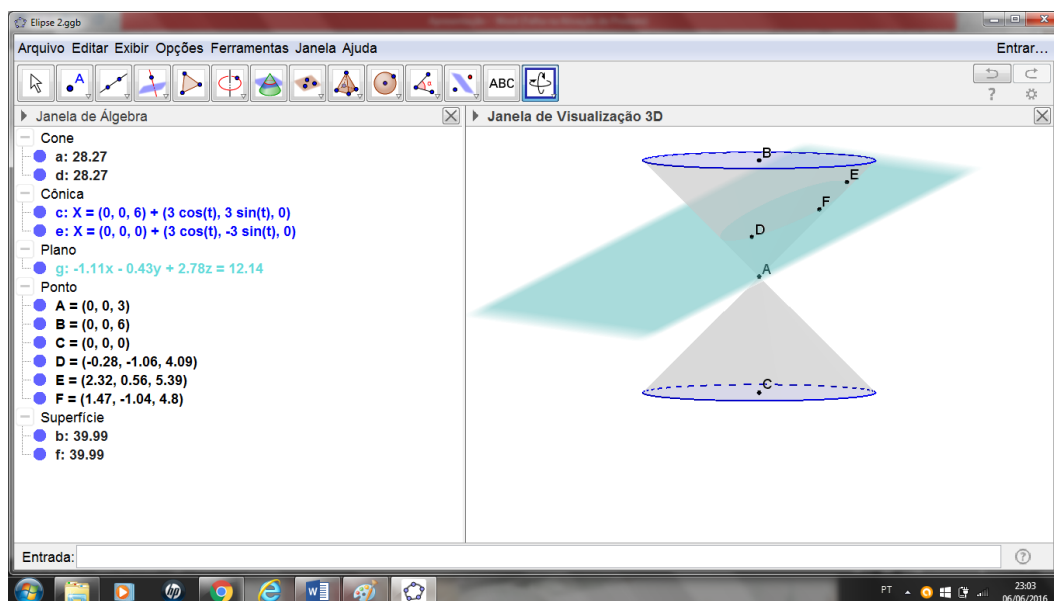 Elipse 2.ggb
Arquivo Editar Exibir Opções Ferramentas Janela Ajuda
Entrar...
A
ABC
?
Janela de Álgebra
Janela de Visualização 3D
Cone
a: 28.27
d: 28.27
Cônica
c: X = (0, 0, 6) + (3 cos(t), 3 sin(t), 0)
e: X = (0, 0, 0) + (3 cos(t), -3 sin(t), 0)
Plano
g: -1.11x - 0.43y + 2.78z = 12.14
Ponto
A = (0, 0, 3)
B = (0, 0, 6)
C = (0, 0, 0)
D = (-0.28, -1.06, 4.09)
E = (2.32, 0.56, 5.39)
F = (1.47, -1.04, 4.8)
Superfície
b: 39.99
f: 39.99
B
E
F
D
A
C
Entrada:
?
hp
PT
23:03
06/06/2016